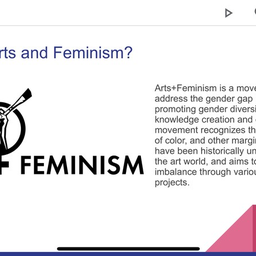 rts and Feminism?
Arts+Feminism is a move
address the gender gap
promoting gender diversi
knowledge creation and
movement recognizes th
of color, and other margin
have been historically un
the art world, and aims to
imbalance through variou
projects.
+ FEMINISM